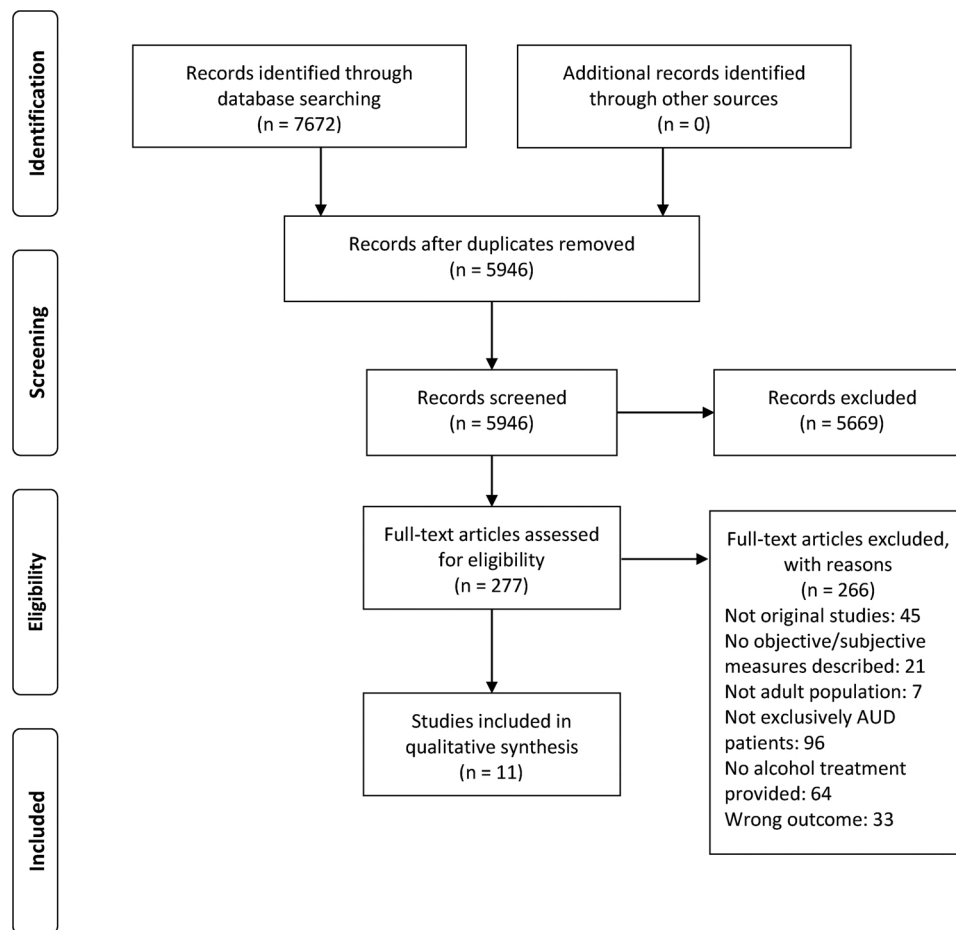 Identification
Records identified through
database searching
(n = 7672)
Additional records identified
through other sources
(n = 0)
Records after duplicates removed
(n = 5946)
Screening
Records screened
(n = 5946)
Records excluded
(n = 5669)
Eligibility
Full-text articles assessed
for eligibility
(n = 277)
Full-text articles excluded,
with reasons
(n = 266)
Not original studies: 45
No objective/subjective
measures described: 21
Not adult population: 7
Not exclusively AUD
patients: 96
No alcohol treatment
provided: 64
Wrong outcome: 33
Included
Studies included in
qualitative synthesis
(n = 11)